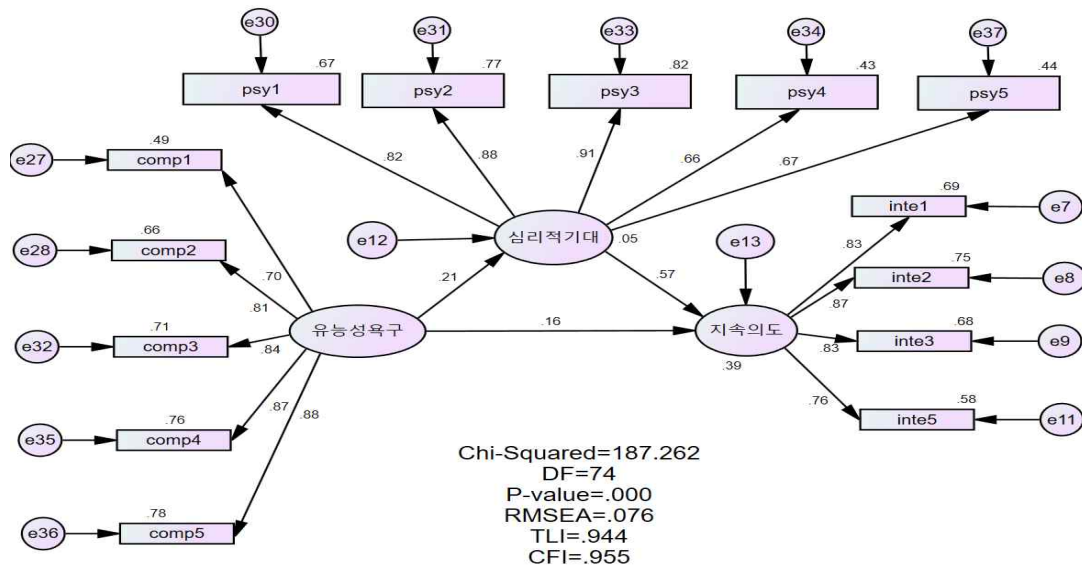 e30
e31
e33
e34
e37
.67
.77
.82
.43
.44
psy1
psy2
psy3
psy4
psy5
.82
.88
.91
.66
.67
.49
e27
comp1
.66
e28
comp2
.70
.81
.71
e32
comp3
.84
.76
e35
comp4
.87
.88
.78
e36
comp5
유능성욕구
e12
.21
심리적기대
.05
.57
.16
e13
지속의도
.39
.69
inte1
e7
.83
.75
inte2
e8
.87
.68
inte3
e9
.83
.58
inte5
e11
.76
Chi-Squared=187.262
DF=74
P-value=.000
RMSEA=.076
TLI=.944
CFI=.955